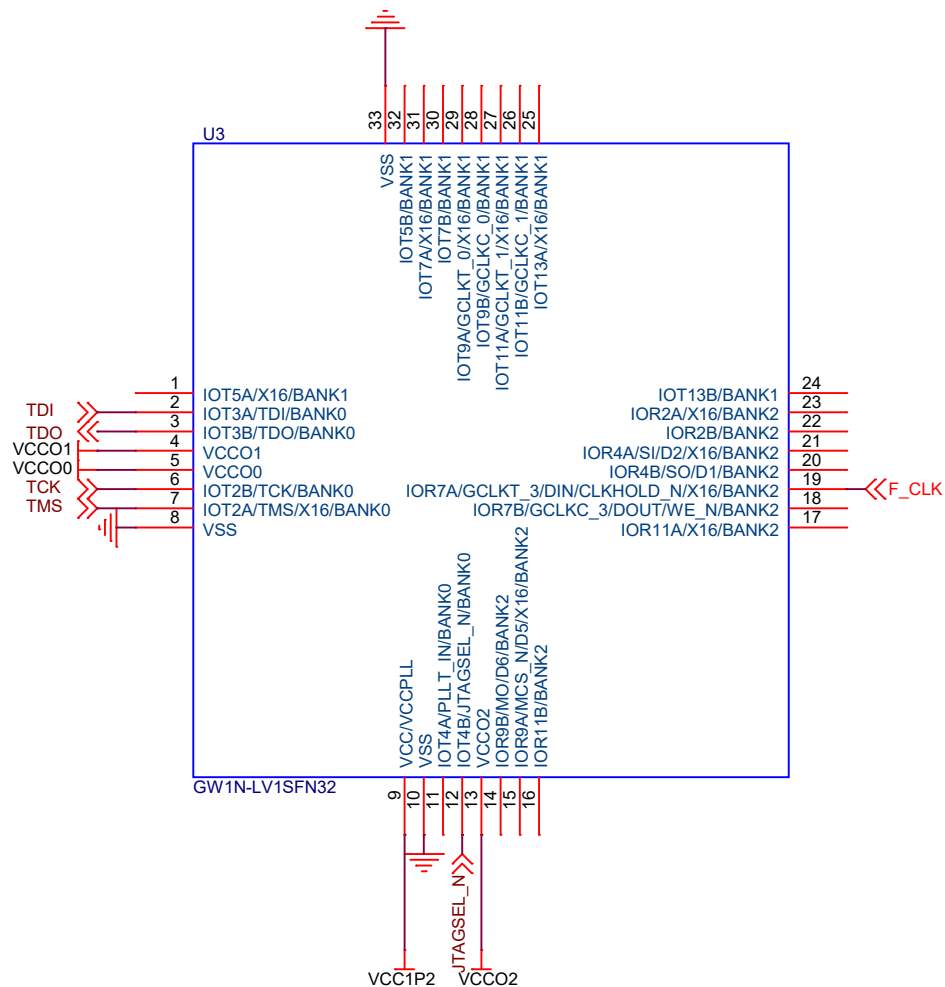 33
32
31
30
29
28
27
26
25
U3
VSS
IOT5B/BANK1
IOT7A/X16/BANK1
IOT7B/BANK1
IOT9A/GCLKT_0/X16/BANK1
IOT9B/GCLKC_0/BANK1
IOT11A/GCLKT_1/X16/BANK1
IOT11B/GCLKC_1/BANK1
IOT13A/X16/BANK1
1 IOT5A/X16/BANK1
TDI 2 IOT3A/TDI/BANK0
TDO 3 IOT3B/TDO/BANK0
VCCO1 4 VCCO1
VCCO0 5 VCCO0
TCK 6 IOT2B/TCK/BANK0
TMS 7 IOT2A/TMS/X16/BANK0
8 VSS
IOT13B/BANK1 24
IOR2A/X16/BANK2 23
IOR2B/BANK2 22
IOR4A/SI/D2/X16/BANK2 21
IOR4B/SO/D1/BANK2 20
IOR7A/GCLKT_3/DIN/CLKHOLD_N/X16/BANK2 19 F_CLK
IOR7B/GCLKC_3/DOUT/WE_N/BANK2 18
IOR11A/X16/BANK2 17
VCC/VCCPLL
VSS
IOT4A/PLLT_IN/BANK0
IOT4B/JTAGSEL_N/BANK0
VCCO2
IOR9B/MO/D6/BANK2
IOR9A/MCS_N/D5/X16/BANK2
IOR11B/BANK2
GW1N-LV1SFN32
9
10
11
12
13
14
15
16
JTAGSEL_N
VCC1P2
VCCO2